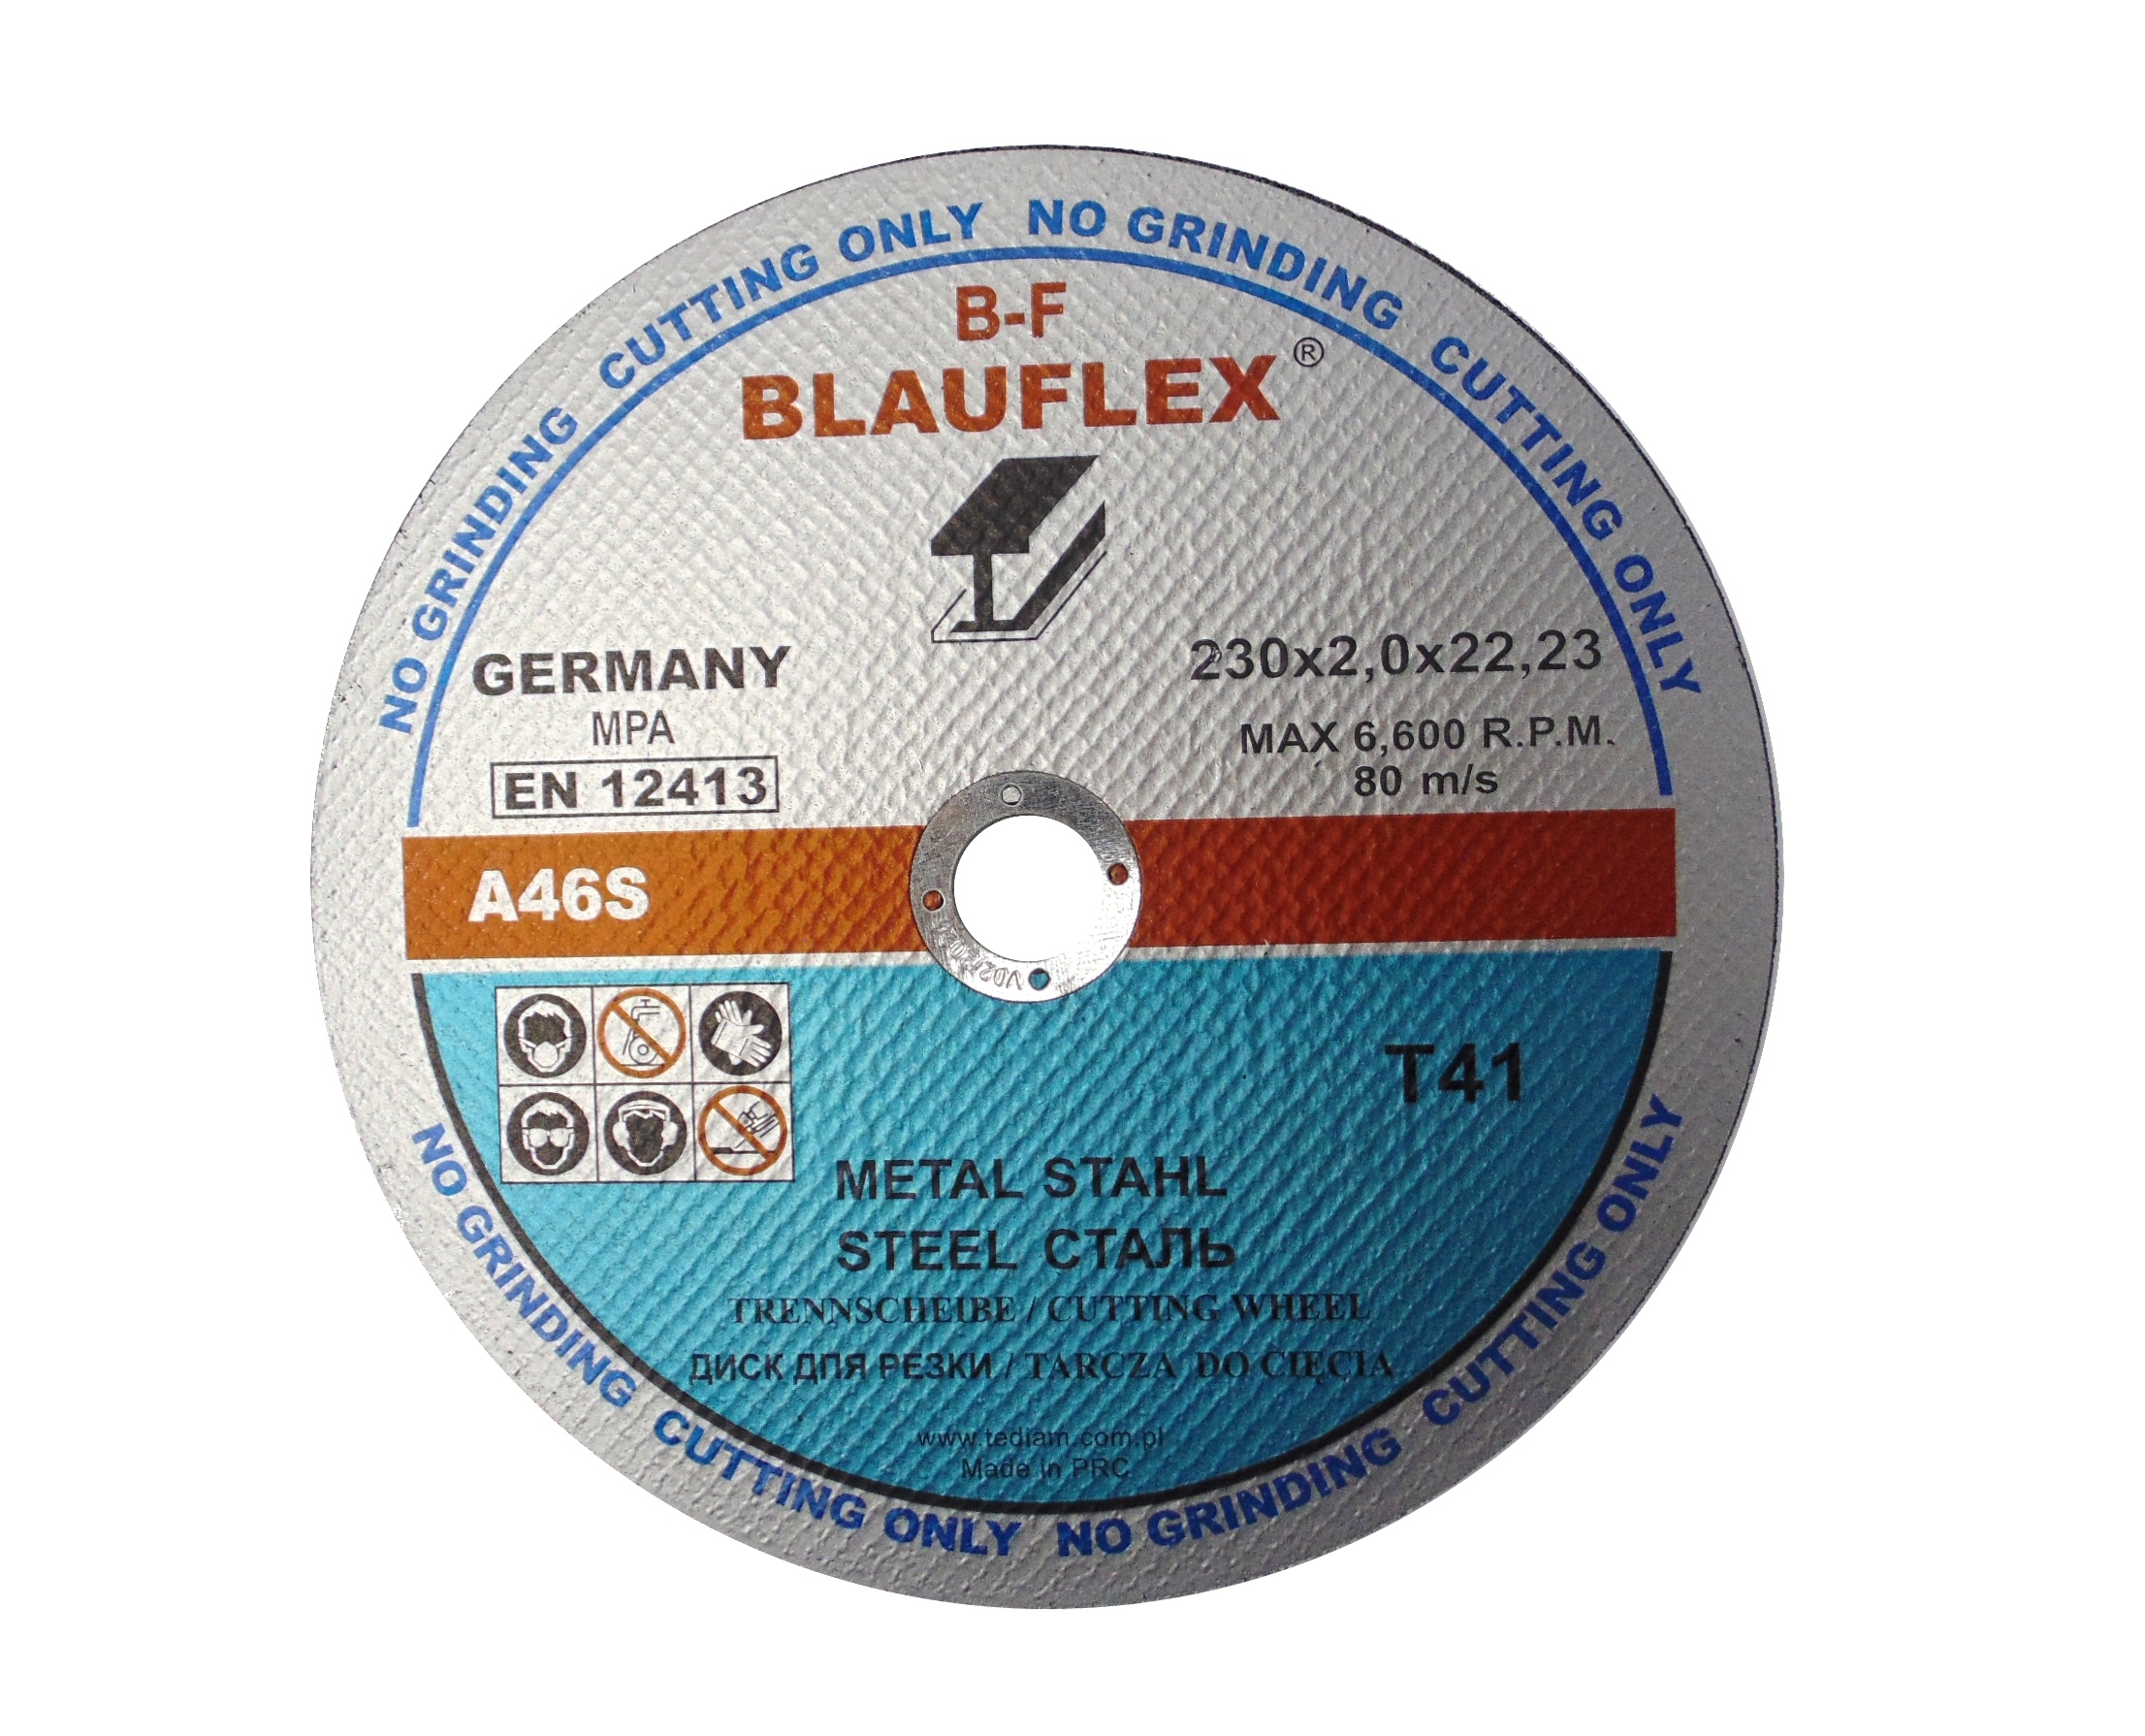 NO GRINDING CUTTING ONLY NO GRINDING CUTTING ONLY
B-F
BLAUFLEX®
GERMANY
MPA
EN 12413
230x2,0x22,23
MAX 6,600 R.P.M.
80 m/s
A46S
T41
METAL STAHL
STEEL СТАЛЬ
TRENNSCHEIBE / CUTTING WHEEL
ДИСК ДПЯ РЕЗКИ / TARCZA DO CIĘCIA
www.tediam.com.pl
Made in PRC
NO GRINDING CUTTING ONLY NO GRINDING CUTTING ONLY